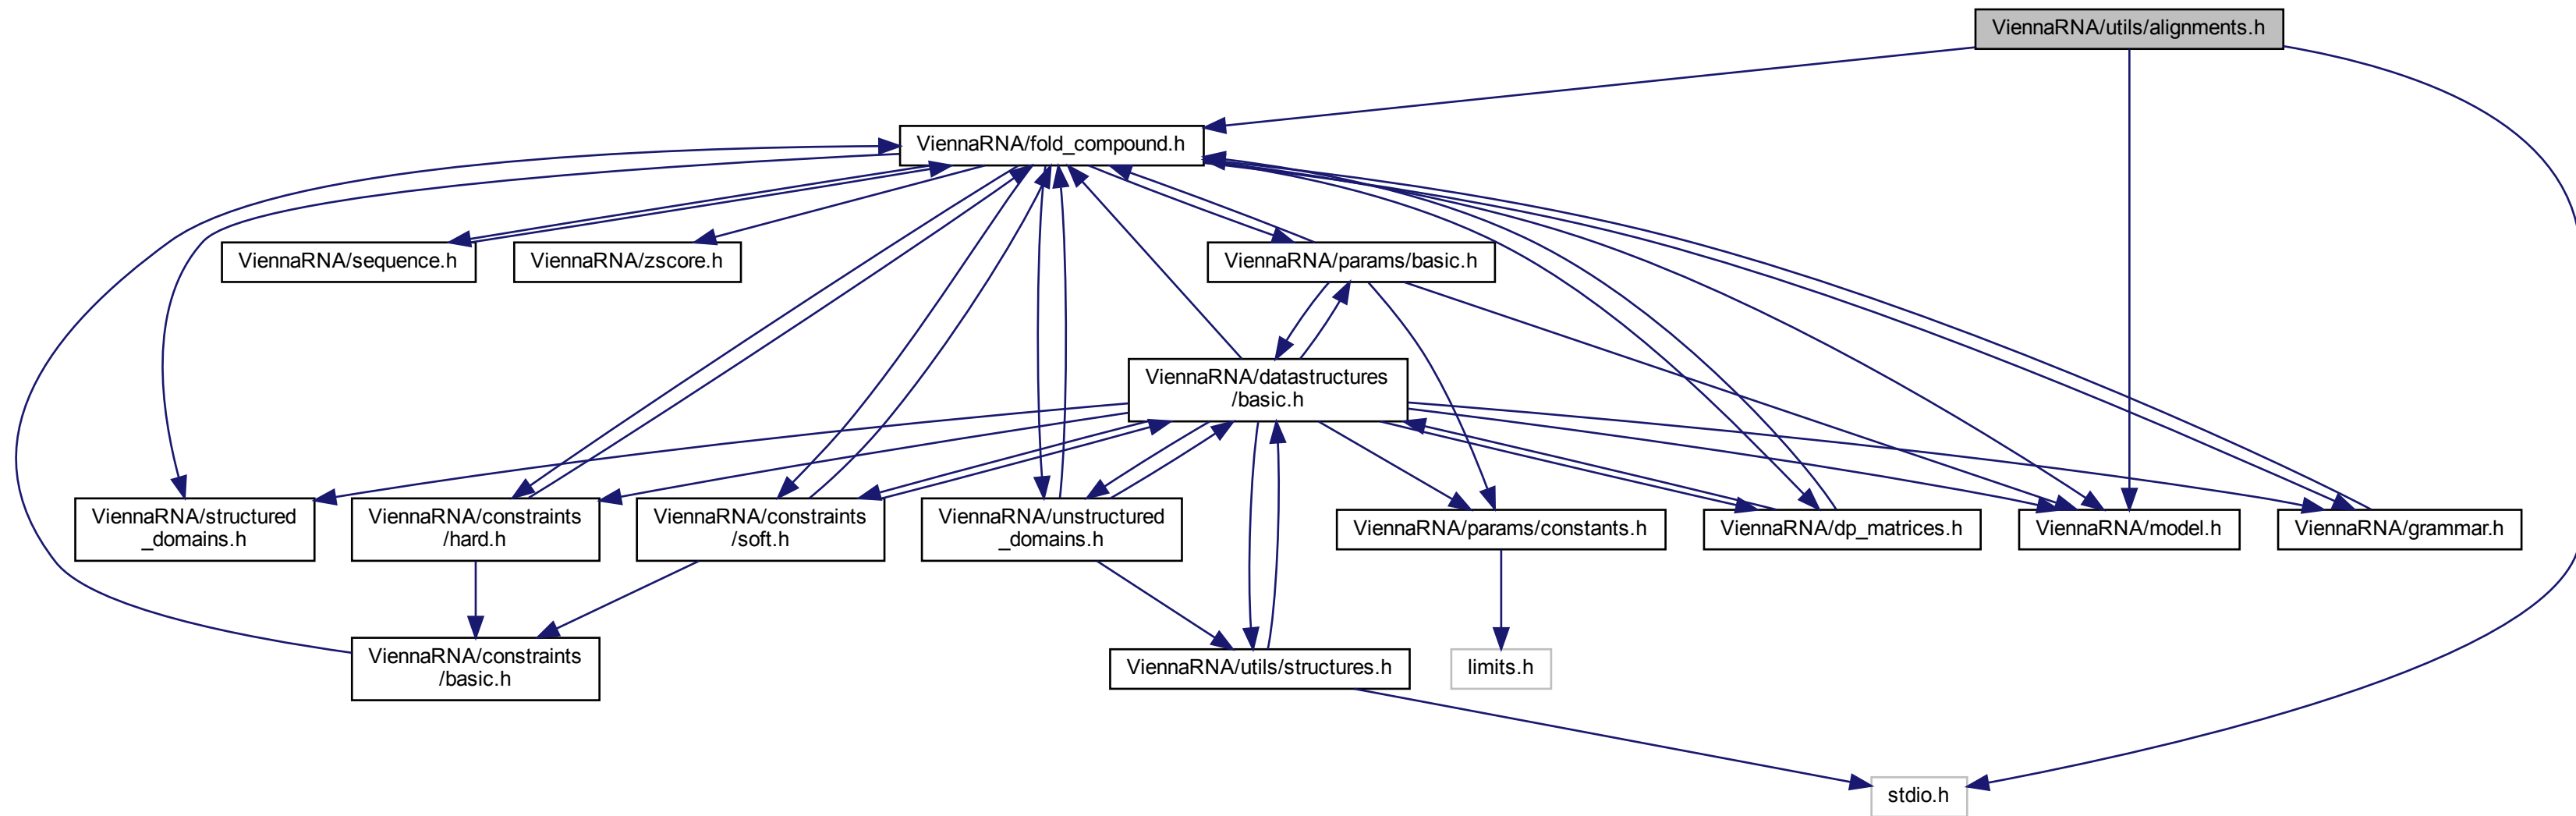 ViennaRNA/utils/alignments.h
ViennaRNA/fold_compound.h
ViennaRNA/sequence.h
ViennaRNA/zscore.h
ViennaRNA/params/basic.h
ViennaRNA/datastructures
/basic.h
ViennaRNA/structured
_domains.h
ViennaRNA/constraints
/hard.h
ViennaRNA/constraints
/soft.h
ViennaRNA/unstructured
_domains.h
ViennaRNA/params/constants.h
ViennaRNA/dp_matrices.h
ViennaRNA/model.h
ViennaRNA/grammar.h
ViennaRNA/constraints
/basic.h
ViennaRNA/utils/structures.h
limits.h
stdio.h